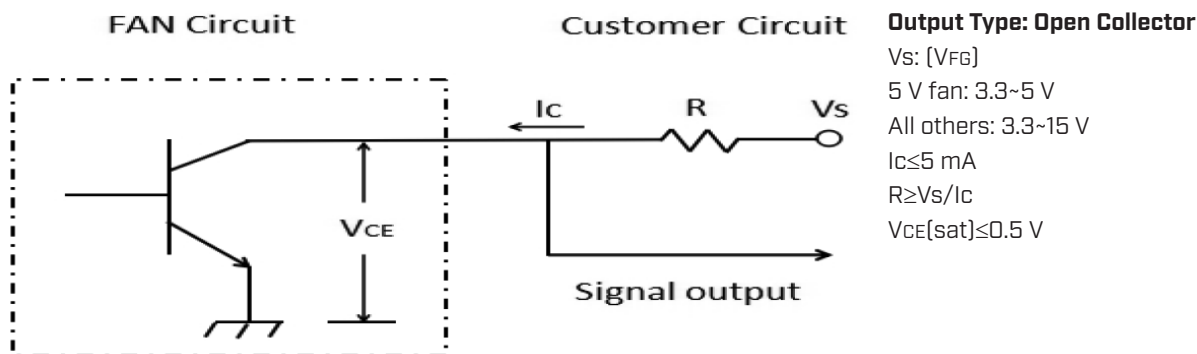 FAN Circuit
Customer Circuit
Output Type: Open Collector
Vs: (VFG)
5 V fan: 3.3~5 V
All others: 3.3~15 V
Ic≤5 mA
R≥Vs/Ic
VCE(sat)≤0.5 V
Ic
R
Vs
VCE
Signal output